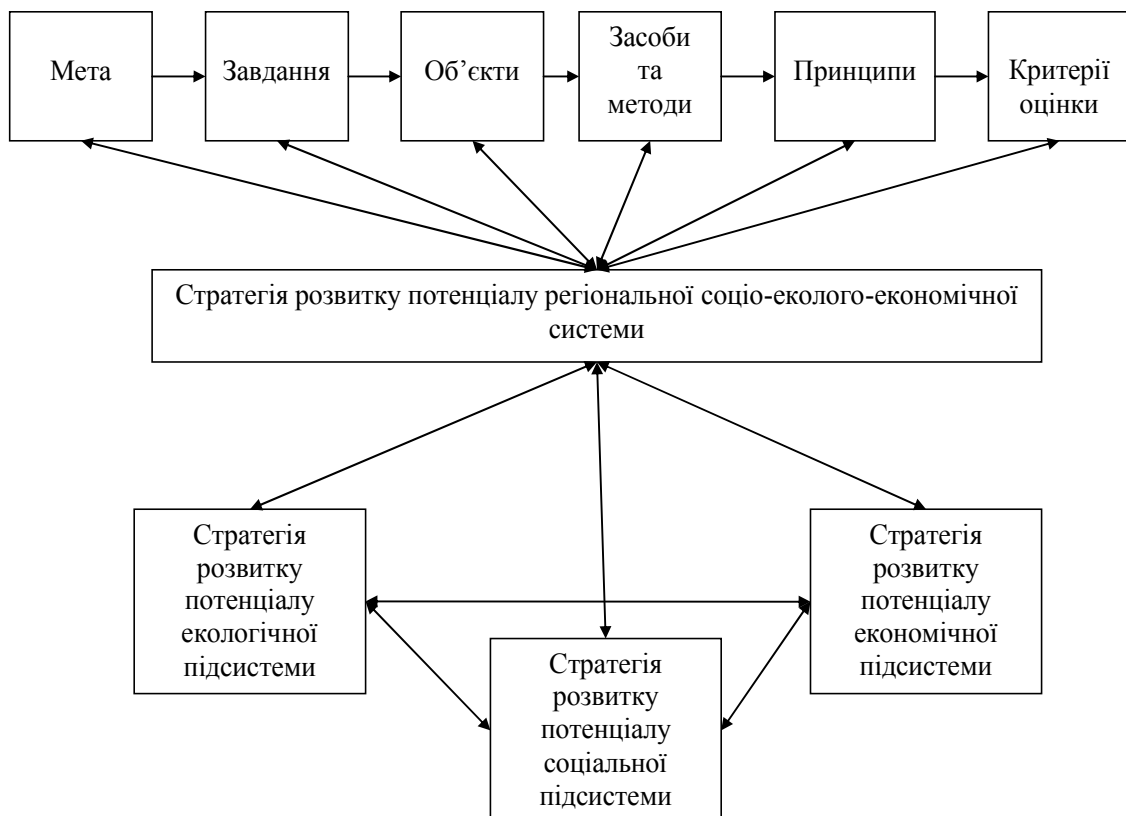 Мета
Завдання
Об’єкти
Засоби
та
методи
Принципи
Критерії
оцінки
Стратегія розвитку потенціалу регіональної соціо-еколого-економічної
системи
Стратегія
розвитку
потенціалу
екологічної
підсистеми
Стратегія
розвитку
потенціалу
соціальної
підсистеми
Стратегія
розвитку
потенціалу
економічної
підсистеми